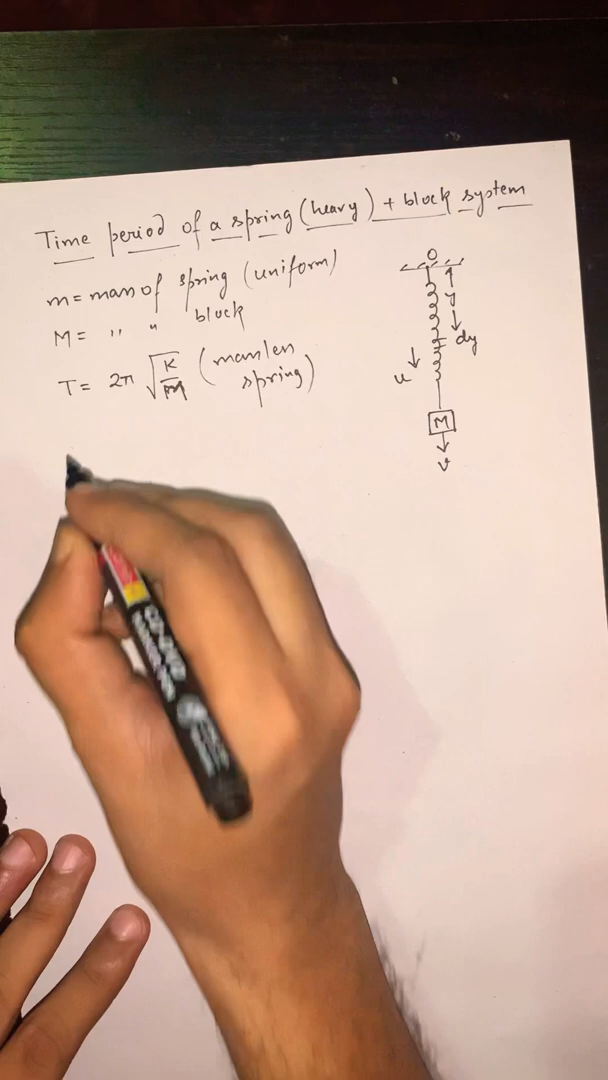 Time period of a spring (heavy) + block system
m = mass of spring (uniform)
M = " " block
T = 2π √(K/m) (massless
spring)
O
y
dy
u
M
v